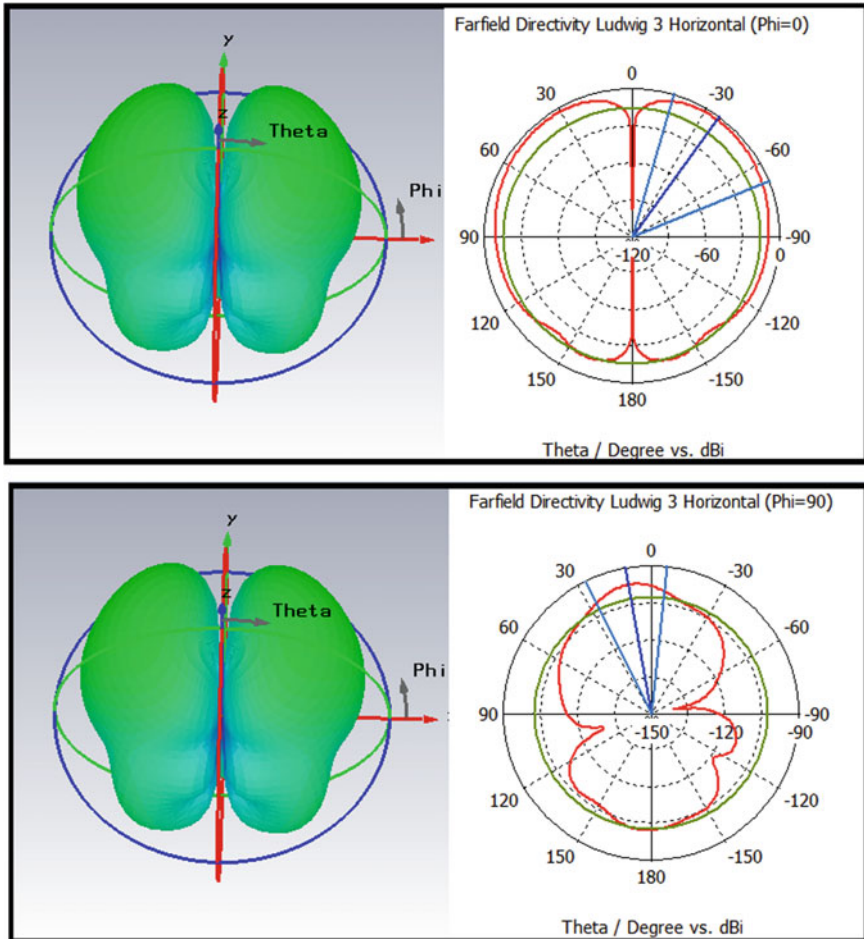 Farfield Directivity Ludwig 3 Horizontal (Phi=0)
y
z
Theta
Phi
0
30
-30
60
-60
90
-120
-60
0
-90
120
-120
150
-150
180
Theta / Degree vs. dBi
Farfield Directivity Ludwig 3 Horizontal (Phi=90)
y
z
Theta
Phi
0
30
-30
60
-60
90
-150
-120
-90
120
-120
150
-150
180
Theta / Degree vs. dBi